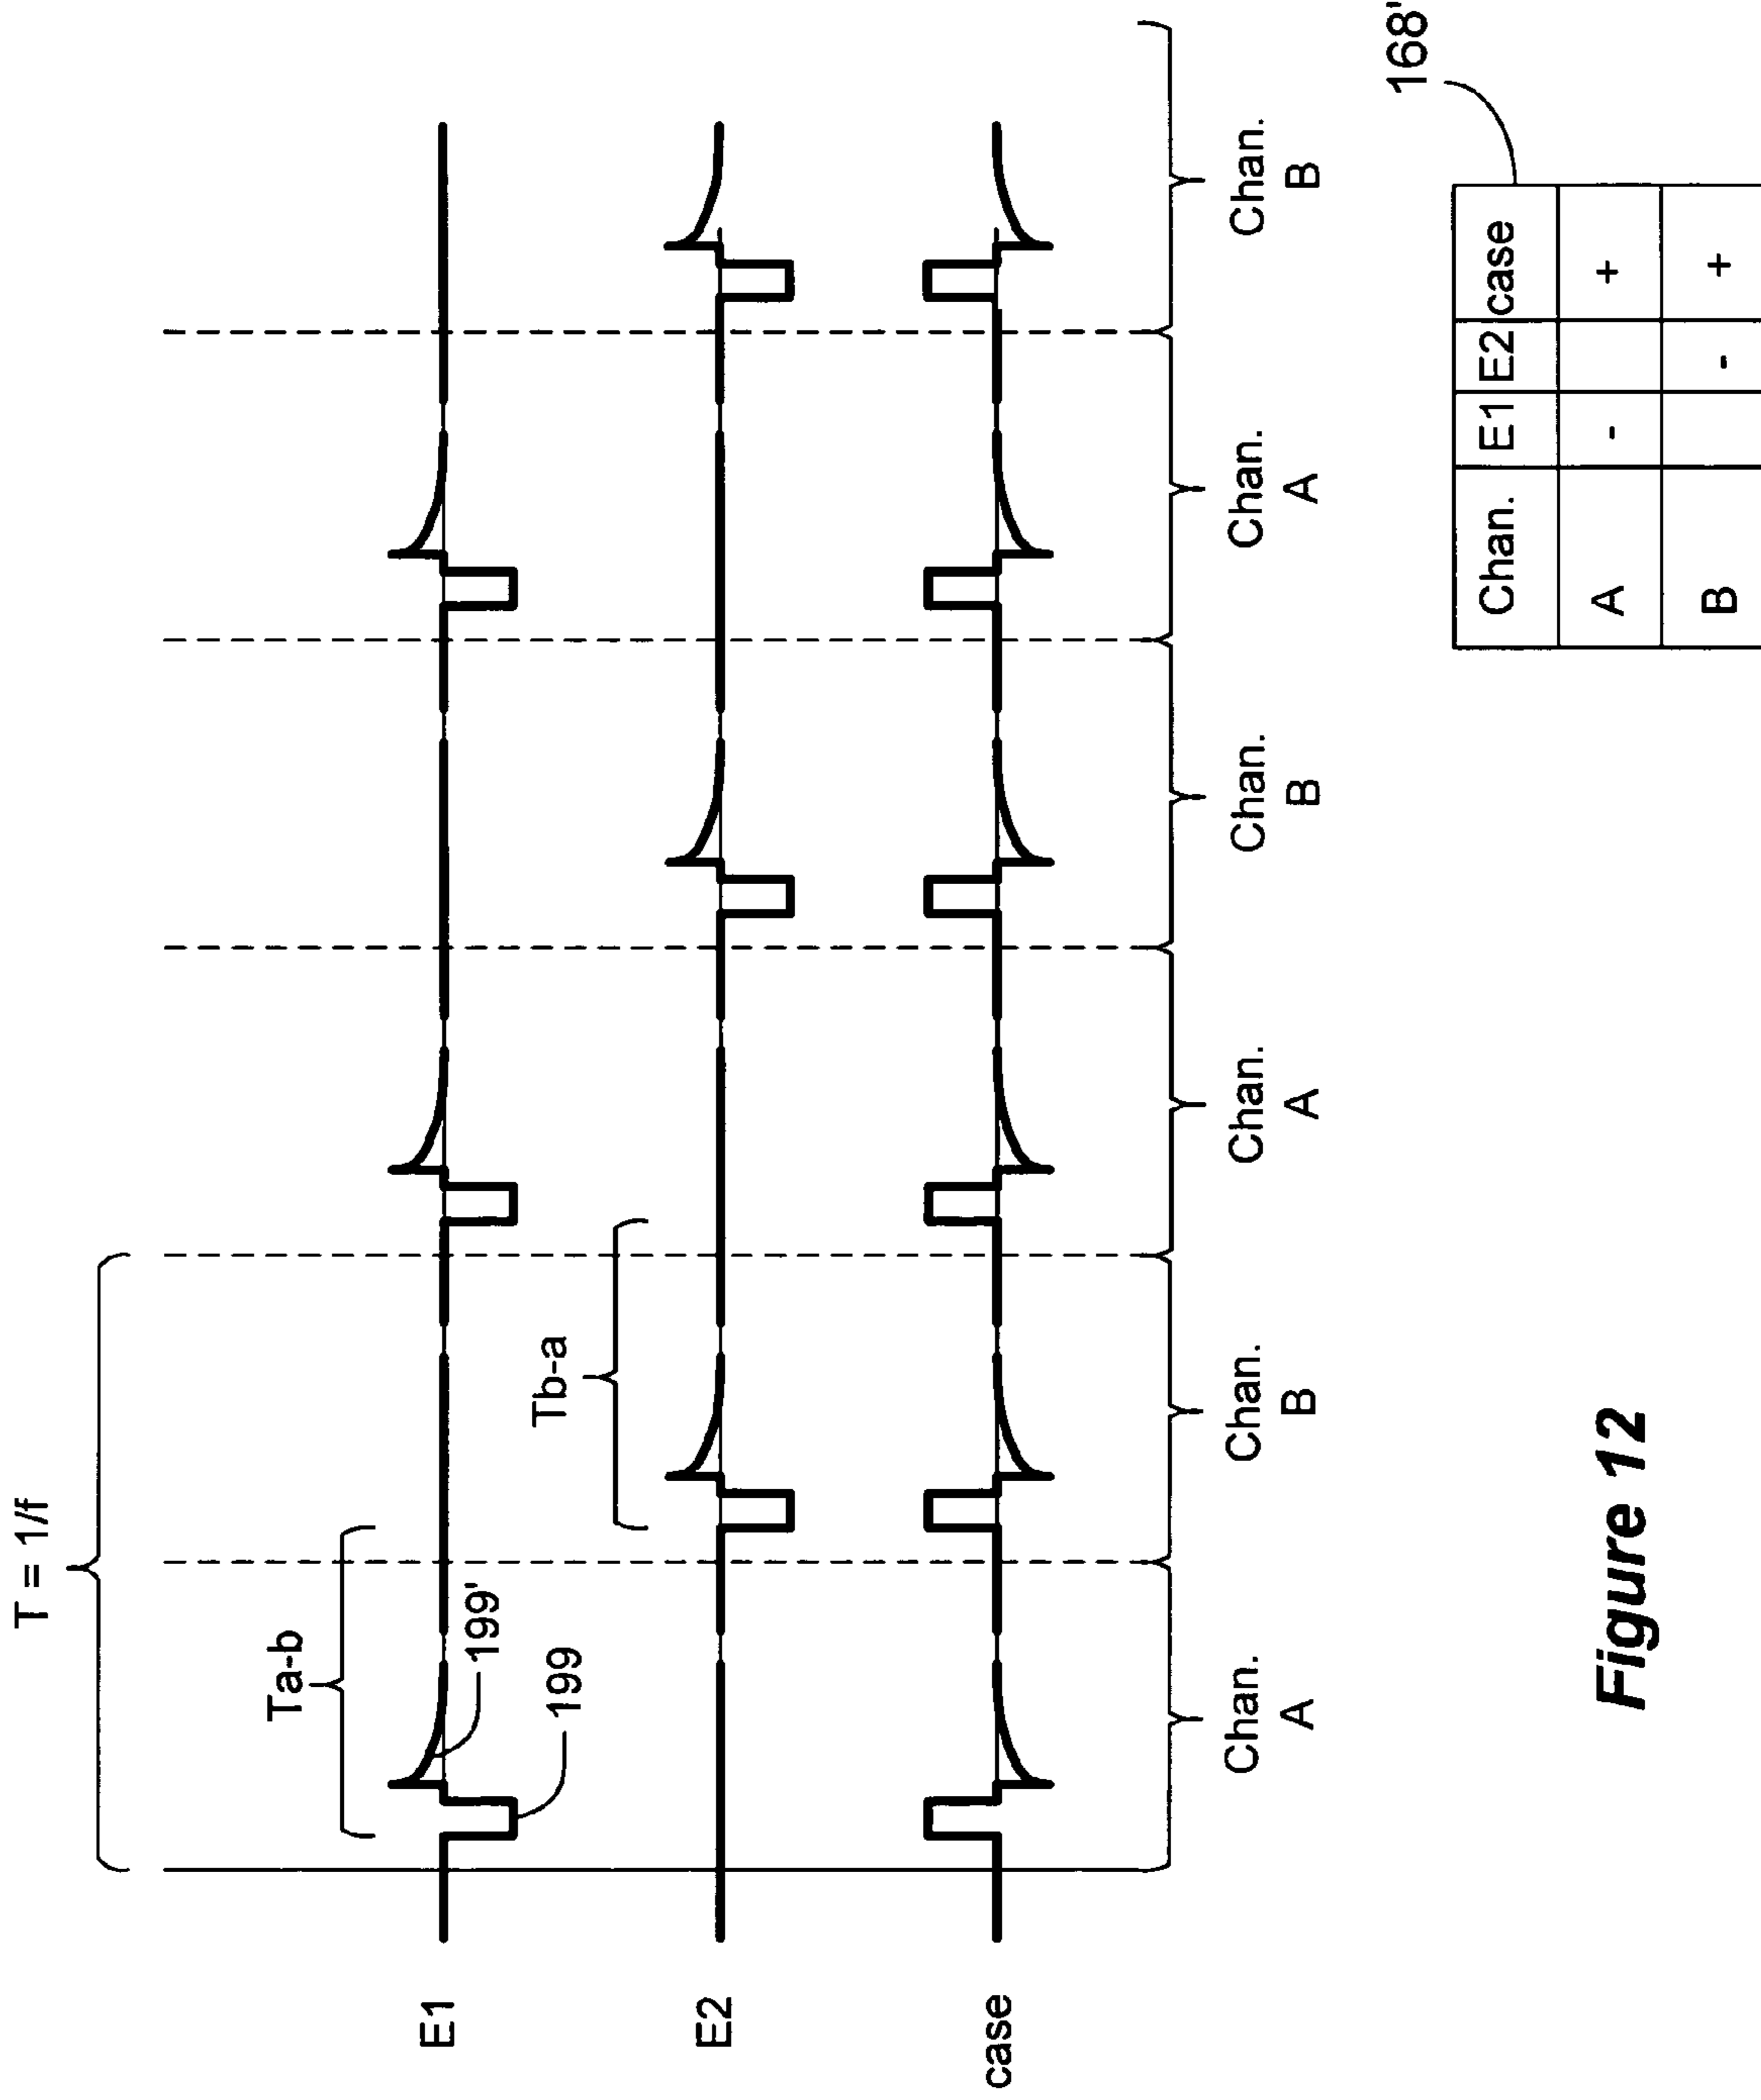 T = 1/f
Ta-b
Tb-a
199'
199
E1
E2
case
Chan. A
Chan. B
Chan. A
Chan. B
Chan. A
Chan. B
168'
Chan. E1 E2 case
A - +
B - +
Figure 12